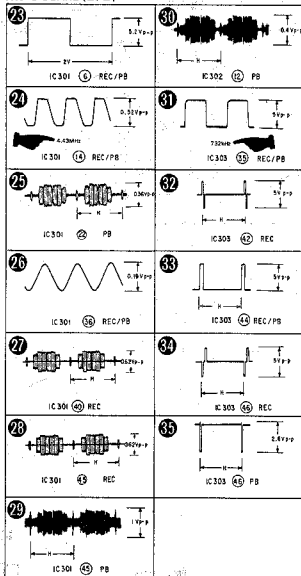 23
5.2Vp-p
2V
IC301 6 REC/PB
24
0.32Vp-p
4.43MHz
IC301 14 REC/PB
25
0.36Vp-p
H
IC301 22 PB
26
0.19Vp-p
IC301 36 REC/PB
27
0.62Vp-p
H
IC301 40 REC
28
0.62Vp-p
H
IC301 REC
29
1Vp-p
H
IC301 45 PB
30
0.4Vp-p
H
IC302 12 PB
31
5Vp-p
732kHz
IC303 35 REC/PB
32
5Vp-p
H
IC303 42 REC
33
5Vp-p
H
IC303 44 REC/PB
34
5Vp-p
H
IC303 46 REC
35
H
IC303 46 PB